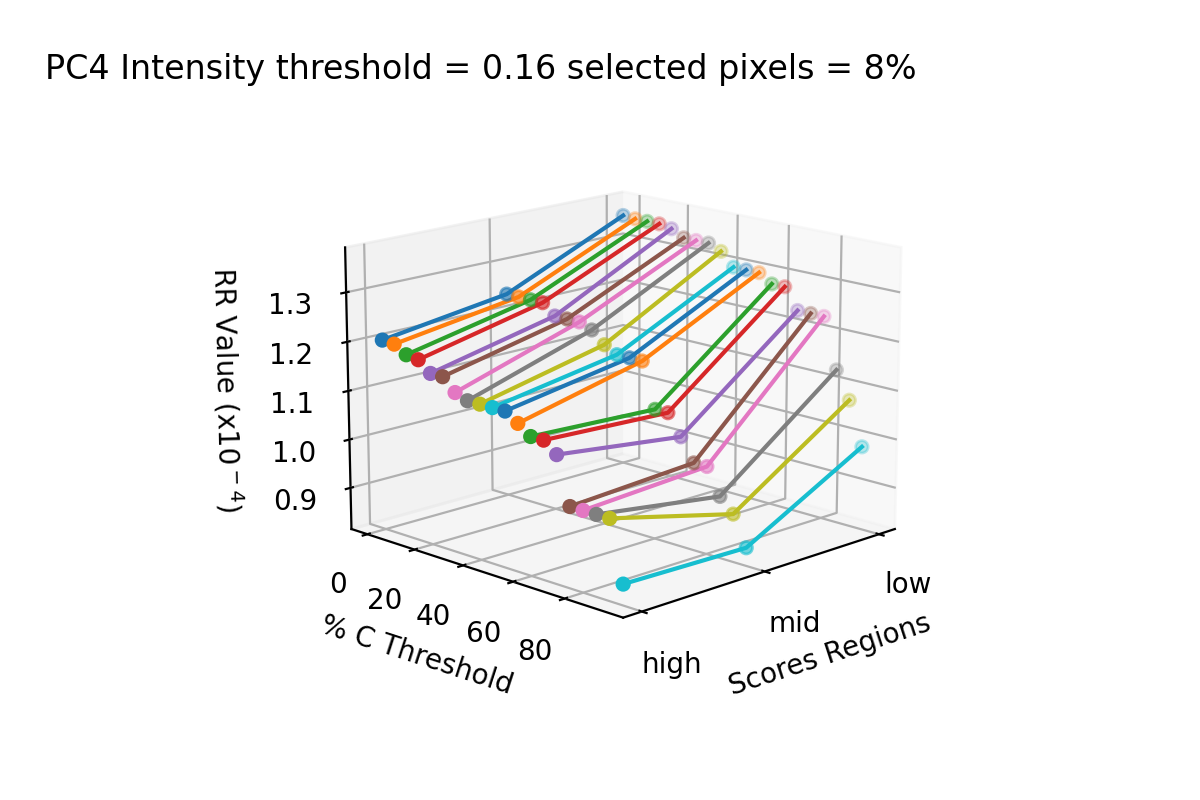 PC4 Intensity threshold = 0.16 selected pixels = 8%
RR Value (x10⁻⁴)
1.3
1.2
1.1
1.0
0.9
0
20
40
60
80
% C Threshold
high
mid
low
Scores Regions